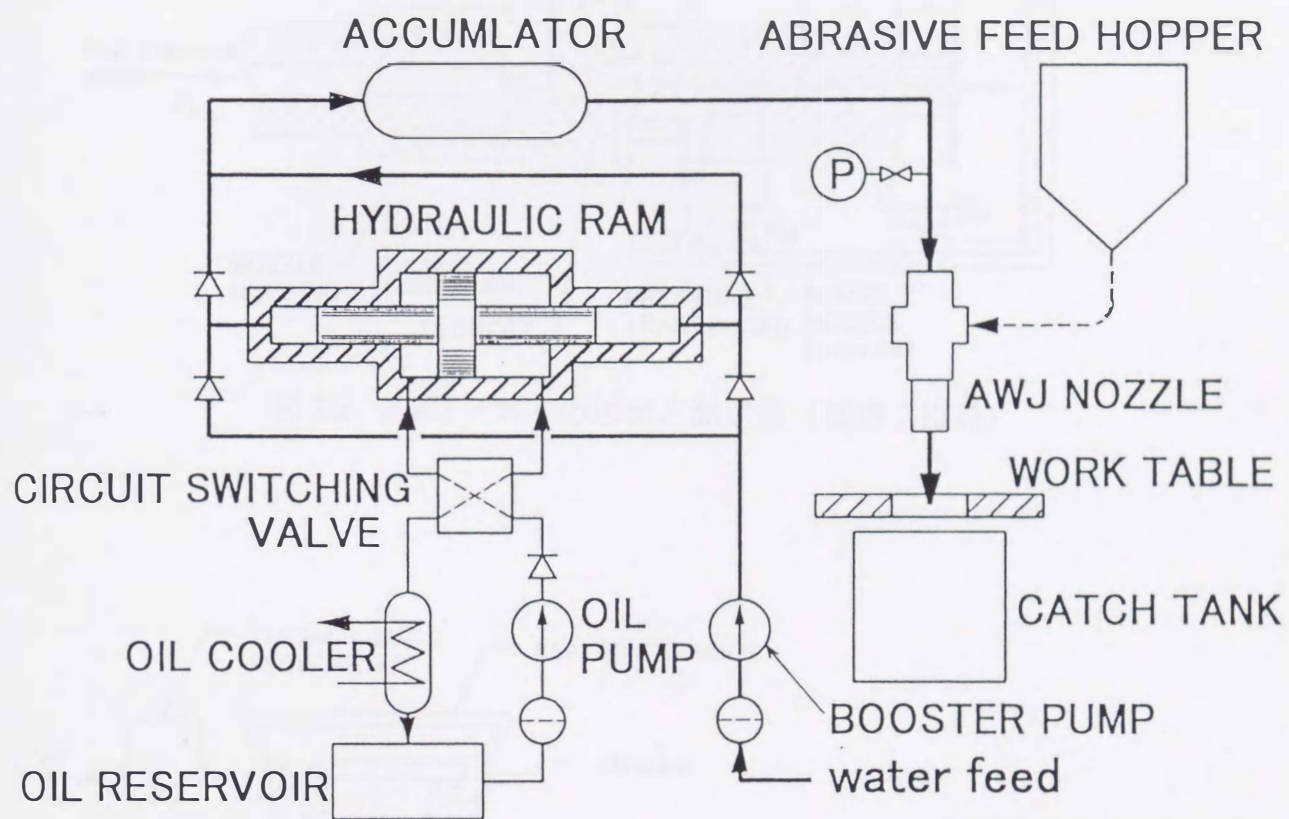 ACCUMLATOR
ABRASIVE FEED HOPPER
P
HYDRAULIC RAM
AWJ NOZZLE
CIRCUIT SWITCHING
VALVE
WORK TABLE
OIL
PUMP
CATCH TANK
OIL COOLER
BOOSTER PUMP
OIL RESERVOIR
water feed